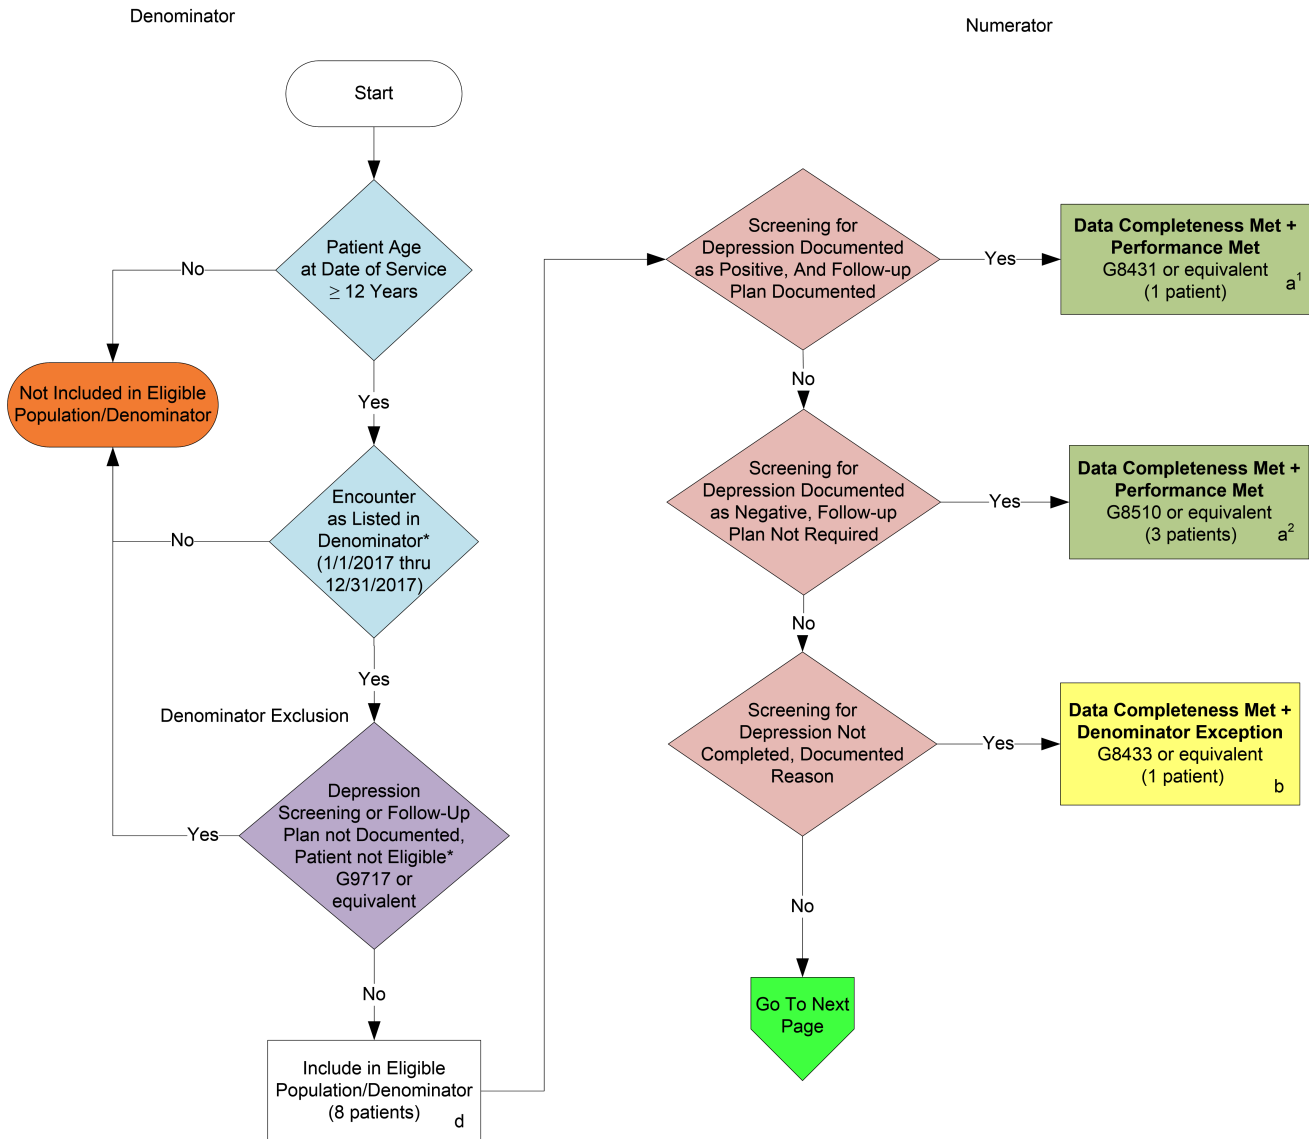 Denominator
Numerator
Start
Patient Age
at Date of Service
≥ 12 Years
No
Yes
Not Included in Eligible
Population/Denominator
Encounter
as Listed in
Denominator*
(1/1/2017 thru
12/31/2017)
No
Yes
Denominator Exclusion
Depression
Screening or Follow-Up
Plan not Documented,
Patient not Eligible*
G9717 or
equivalent
Yes
No
Include in Eligible
Population/Denominator
(8 patients)
d
Screening for
Depression Documented
as Positive, And Follow-up
Plan Documented
Yes
Data Completeness Met +
Performance Met
G8431 or equivalent
(1 patient)
a¹
No
Screening for
Depression Documented
as Negative, Follow-up
Plan Not Required
Yes
Data Completeness Met +
Performance Met
G8510 or equivalent
(3 patients)
a²
No
Screening for
Depression Not
Completed, Documented
Reason
Yes
Data Completeness Met +
Denominator Exception
G8433 or equivalent
(1 patient)
b
No
Go To Next
Page